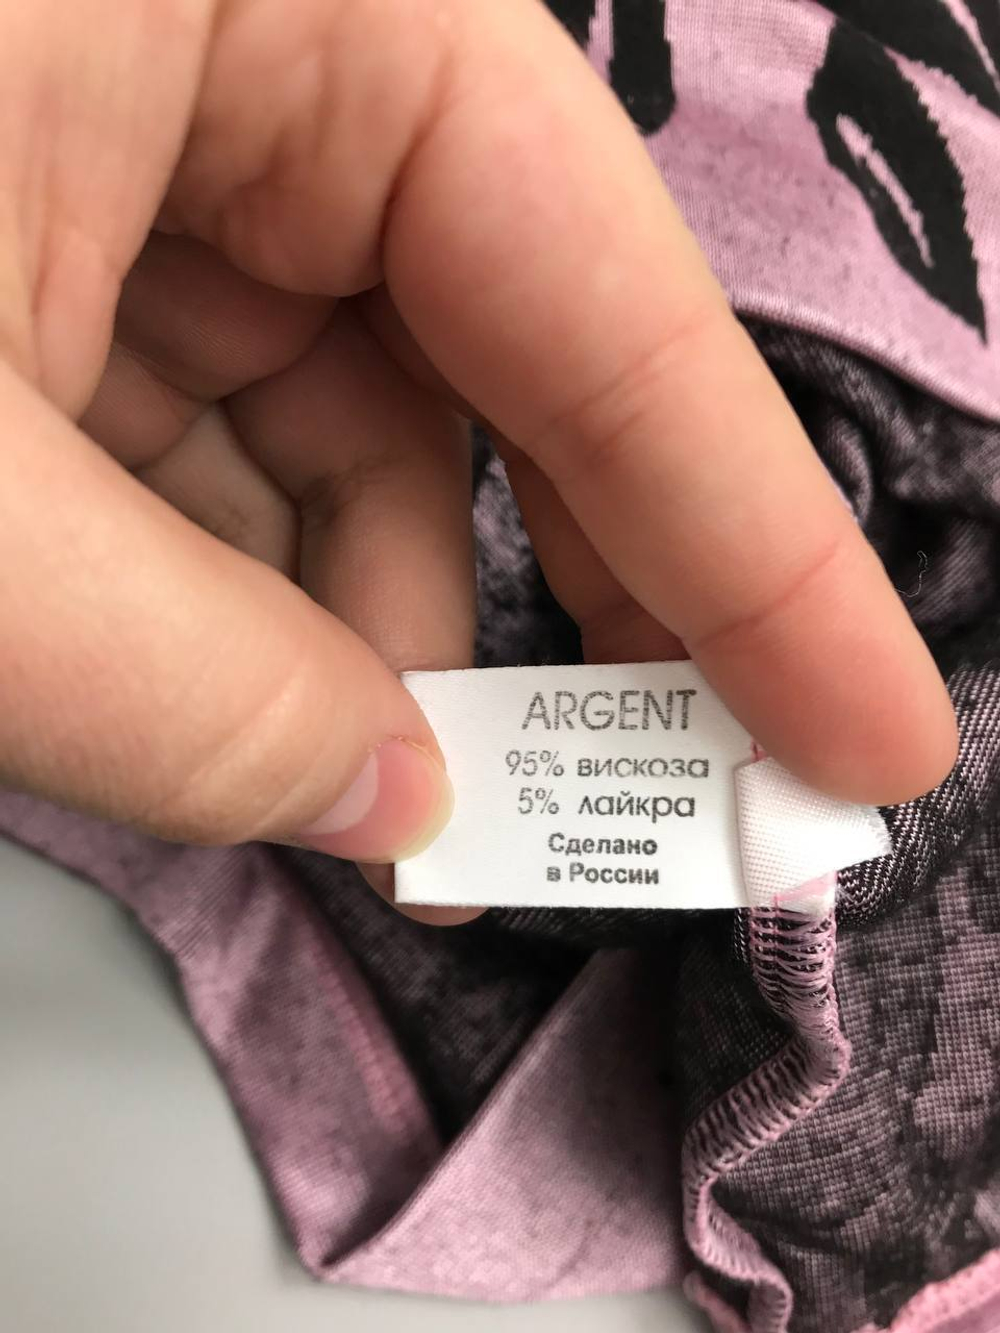 ARGENT
95% вискоза
5% лайкра
Сделано
в России